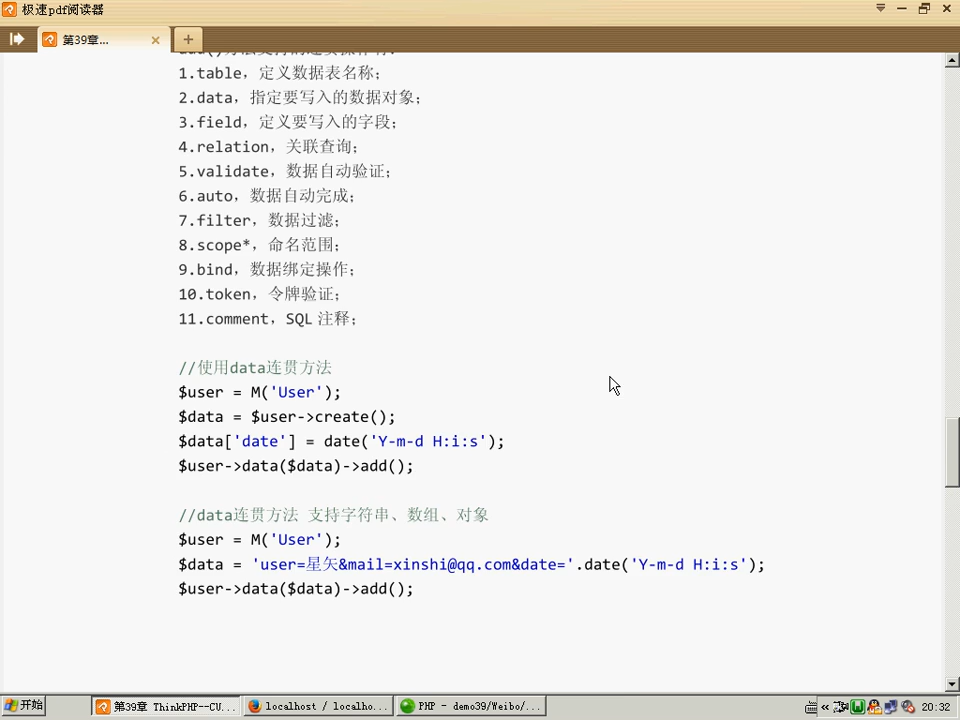 极速pdf阅读器
第39章...
1.table，定义数据表名称；
2.data，指定要写入的数据对象；
3.field，定义要写入的字段；
4.relation，关联查询；
5.validate，数据自动验证；
6.auto，数据自动完成；
7.filter，数据过滤；
8.scope*，命名范围；
9.bind，数据绑定操作；
10.token，令牌验证；
11.comment，SQL 注释；
//使用data连贯方法
$user = M('User');
$data = $user->create();
$data['date'] = date('Y-m-d H:i:s');
$user->data($data)->add();
//data连贯方法 支持字符串、数组、对象
$user = M('User');
$data = 'user=星矢&mail=xinshi@qq.com&date='.date('Y-m-d H:i:s');
$user->data($data)->add();
开始 第39章 ThinkPHP--CU... localhost / localho... PHP - demo39/Weibo/... 20:32